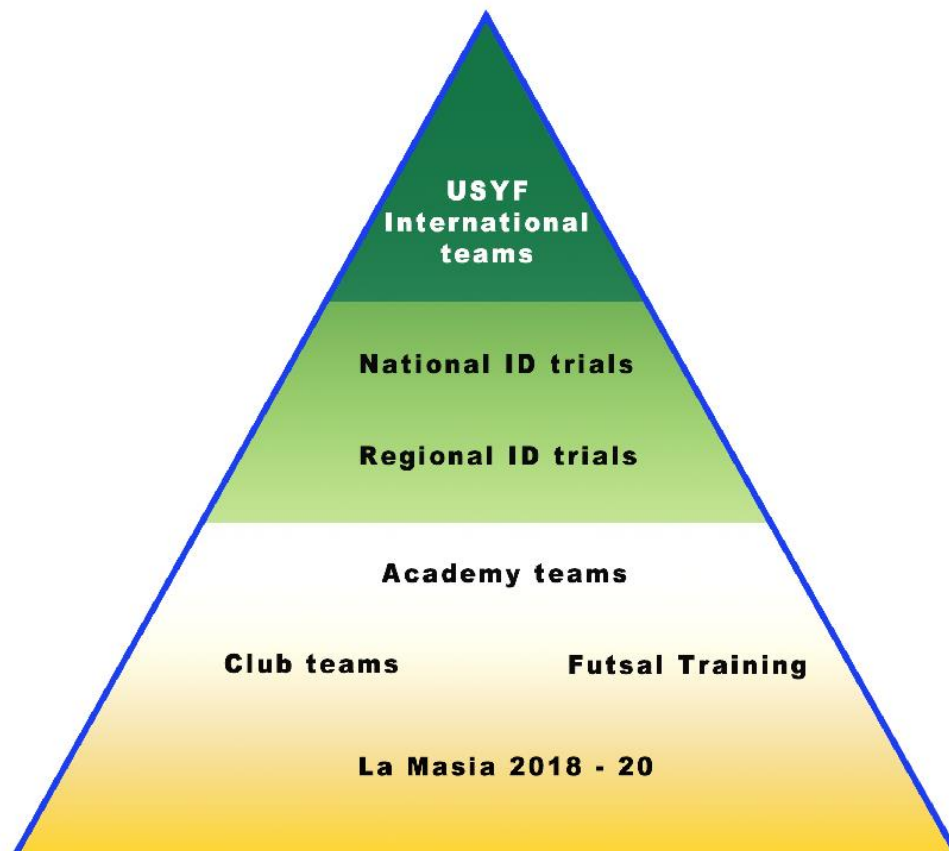 USYF
International
teams
National ID trials
Regional ID trials
Academy teams
Club teams
Futsal Training
La Masia 2018 - 20